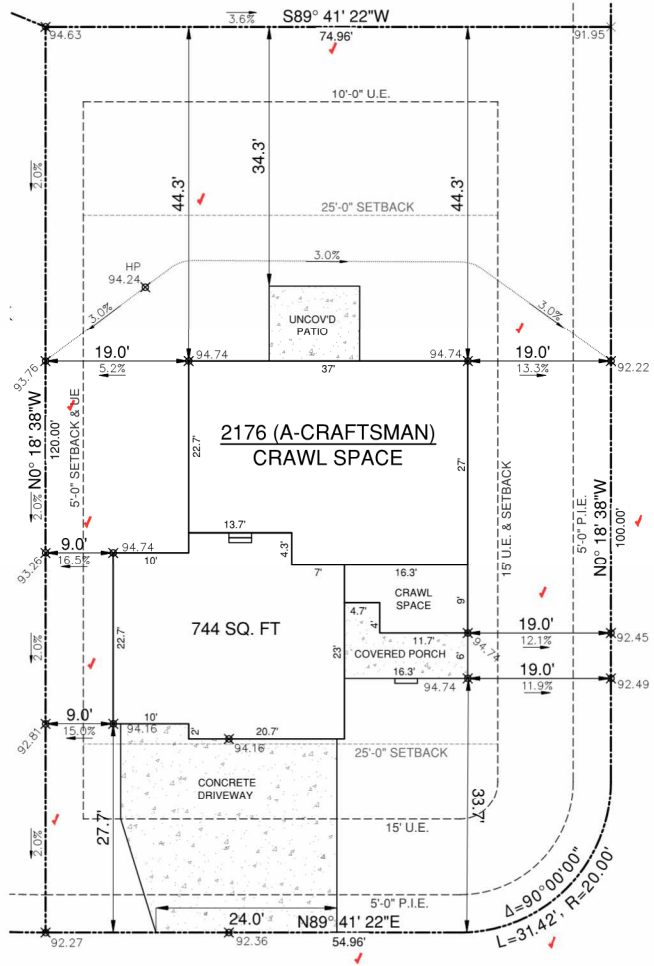 3.6%
S89° 41' 22"W
94.63
74.96'
91.95
10'-0" U.E.
2.0%
44.3'
34.3'
44.3'
25'-0" SETBACK
HP
94.24
3.0%
3.0%
3.0%
UNCOV'D
PATIO
19.0'
94.74
94.74
19.0'
93.76
5.2%
37'
13.3%
92.22
N0° 18' 38"W
120.00'
5'-0" SETBACK & UE
2176 (A-CRAFTSMAN)
CRAWL SPACE
22.7'
27'
15' U.E. & SETBACK
5'-0" P.I.E.
N0° 18' 38"W
100.00'
2.0%
13.7'
4.3'
9.0'
94.74
93.26
16.5%
10'
7'
16.3'
CRAWL
SPACE
9'
4.7'
4'
744 SQ. FT
22.7'
23'
11.7'
COVERED PORCH
6'
94.74
19.0'
12.1%
92.45
2.0%
16.3'
94.74
19.0'
11.9%
92.49
9.0'
92.81
15.0%
10'
94.16
2'
20.7'
94.16
25'-0" SETBACK
CONCRETE
DRIVEWAY
27.7'
33.7'
15' U.E.
2.0%
5'-0" P.I.E.
24.0'
N89° 41' 22"E
54.96'
Δ=90°00'00"
L=31.42', R=20.00'
92.27
92.36